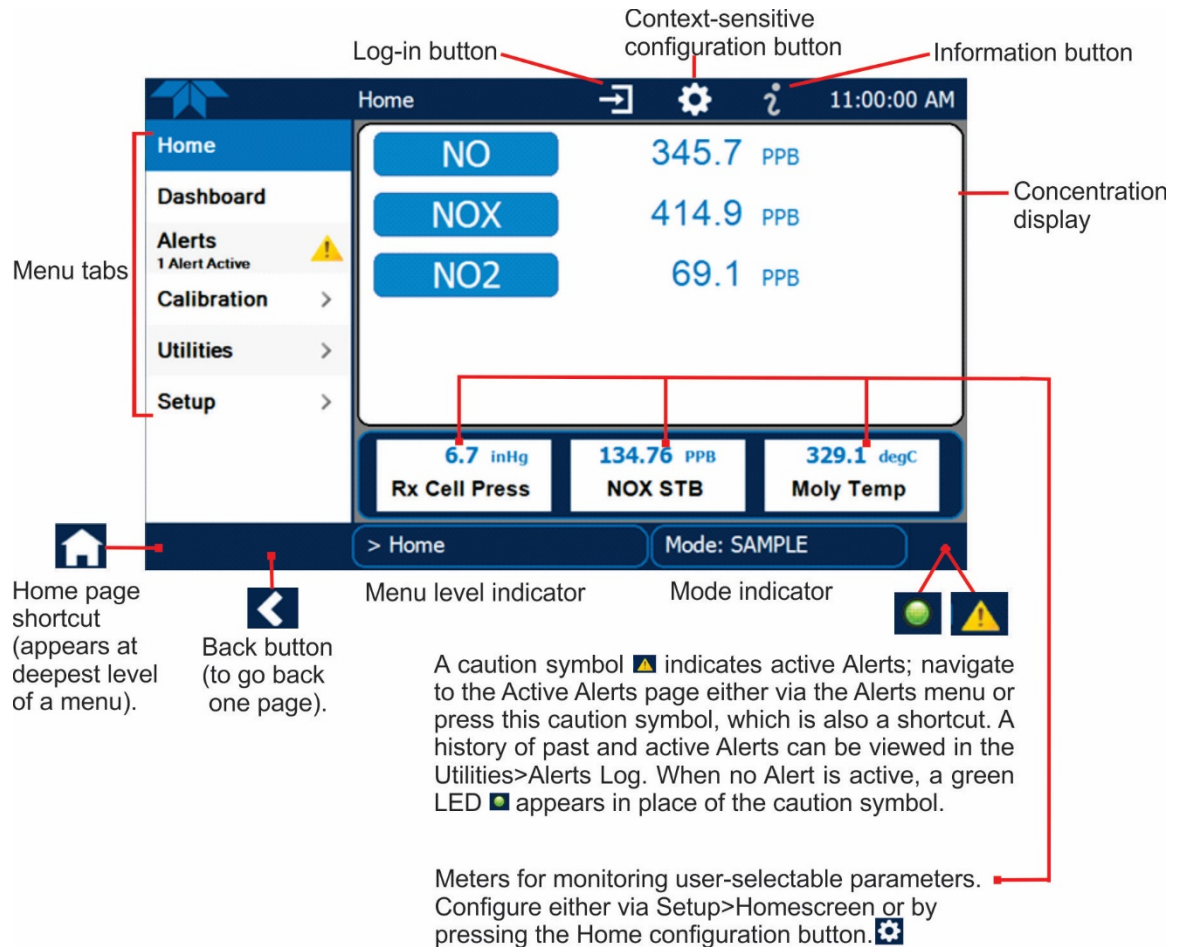 Context-sensitive
configuration button
Log-in button
Information button
Home
11:00:00 AM
Home
Dashboard
Alerts
1 Alert Active
Calibration >
Utilities >
Setup >
Menu tabs
NO 345.7 PPB
NOX 414.9 PPB
NO2 69.1 PPB
Concentration
display
6.7 inHg
Rx Cell Press
134.76 PPB
NOX STB
329.1 degC
Moly Temp
> Home
Mode: SAMPLE
Home page
shortcut
(appears at
deepest level
of a menu).
Back button
(to go back
one page).
Menu level indicator
Mode indicator
A caution symbol indicates active Alerts; navigate
to the Active Alerts page either via the Alerts menu or
press this caution symbol, which is also a shortcut. A
history of past and active Alerts can be viewed in the
Utilities>Alerts Log. When no Alert is active, a green
LED appears in place of the caution symbol.
Meters for monitoring user-selectable parameters.
Configure either via Setup>Homescreen or by
pressing the Home configuration button.